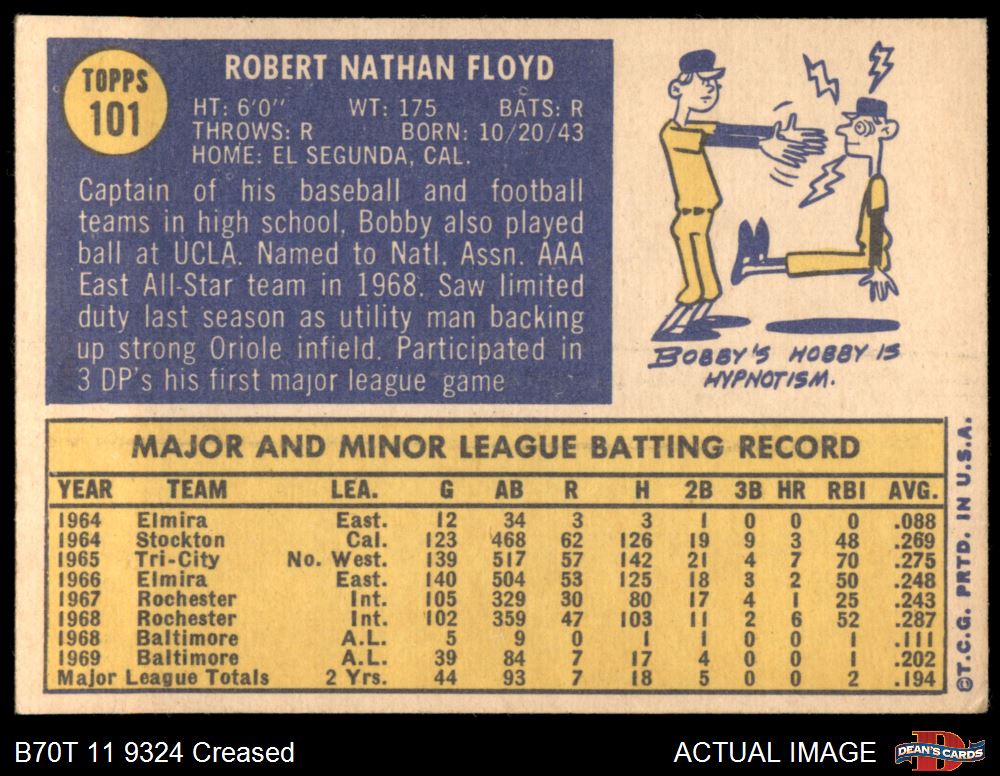 TOPPS
101
ROBERT NATHAN FLOYD
HT: 6'0" WT: 175 BATS: R
THROWS: R BORN: 10/20/43
HOME: EL SEGUNDA, CAL.
Captain of his baseball and football
teams in high school, Bobby also played
ball at UCLA. Named to Natl. Assn. AAA
East All-Star team in 1968. Saw limited
duty last season as utility man backing
up strong Oriole infield. Participated in
3 DP's his first major league game
BOBBY'S HOBBY IS
HYPNOTISM.
MAJOR AND MINOR LEAGUE BATTING RECORD
YEAR TEAM LEA. G AB R H 2B 3B HR RBI AVG.
1964 Elmira East. 12 34 3 3 1 0 0 0 .088
1964 Stockton Cal. 123 468 62 126 19 9 3 48 .269
1965 Tri-City No. West. 139 517 57 142 21 4 7 70 .275
1966 Elmira East. 140 504 53 125 18 3 2 50 .248
1967 Rochester Int. 105 329 30 80 17 4 1 25 .243
1968 Rochester Int. 102 359 47 103 11 2 6 52 .287
1968 Baltimore A.L. 5 9 0 1 1 0 0 1 .111
1969 Baltimore A.L. 39 84 7 17 4 0 0 1 .202
Major League Totals 2 Yrs. 44 93 7 18 5 0 0 2 .194
©T.C.G. PRTD. IN U.S.A.
B70T 11 9324 Creased
ACTUAL IMAGE
D
DEAN'S CARDS